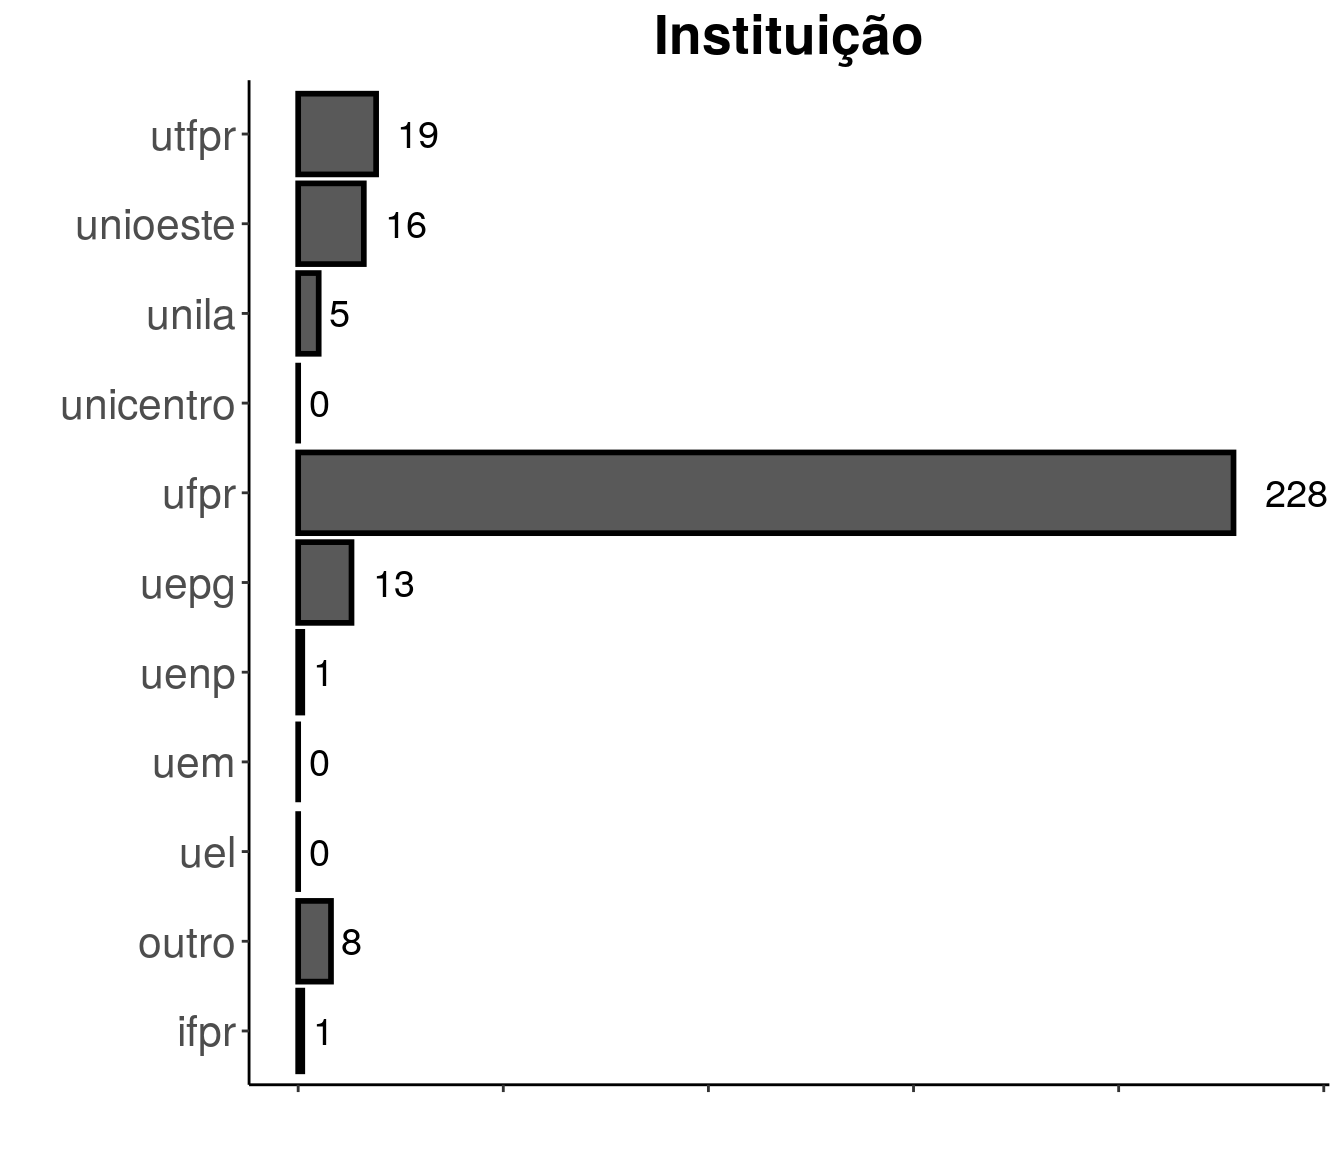 Instituição
utfpr 19
unioeste 16
unila 5
unicentro 0
ufpr 228
uepg 13
uenp 1
uem 0
uel 0
outro 8
ifpr 1